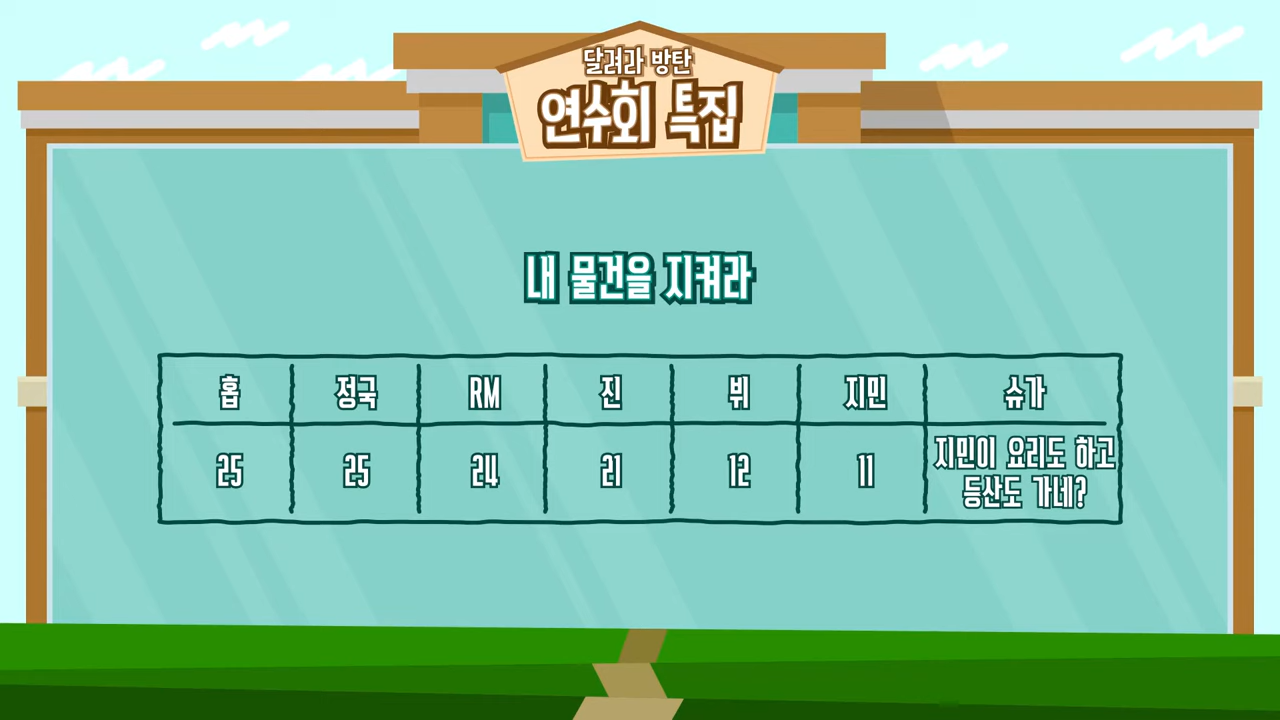 달려라 방탄
연수회 특집
내 물건을 지켜라
홉 정국 RM 진 뷔 지민 슈가
25 25 24 21 12 11 지민이 요리도 하고
등산도 가네?